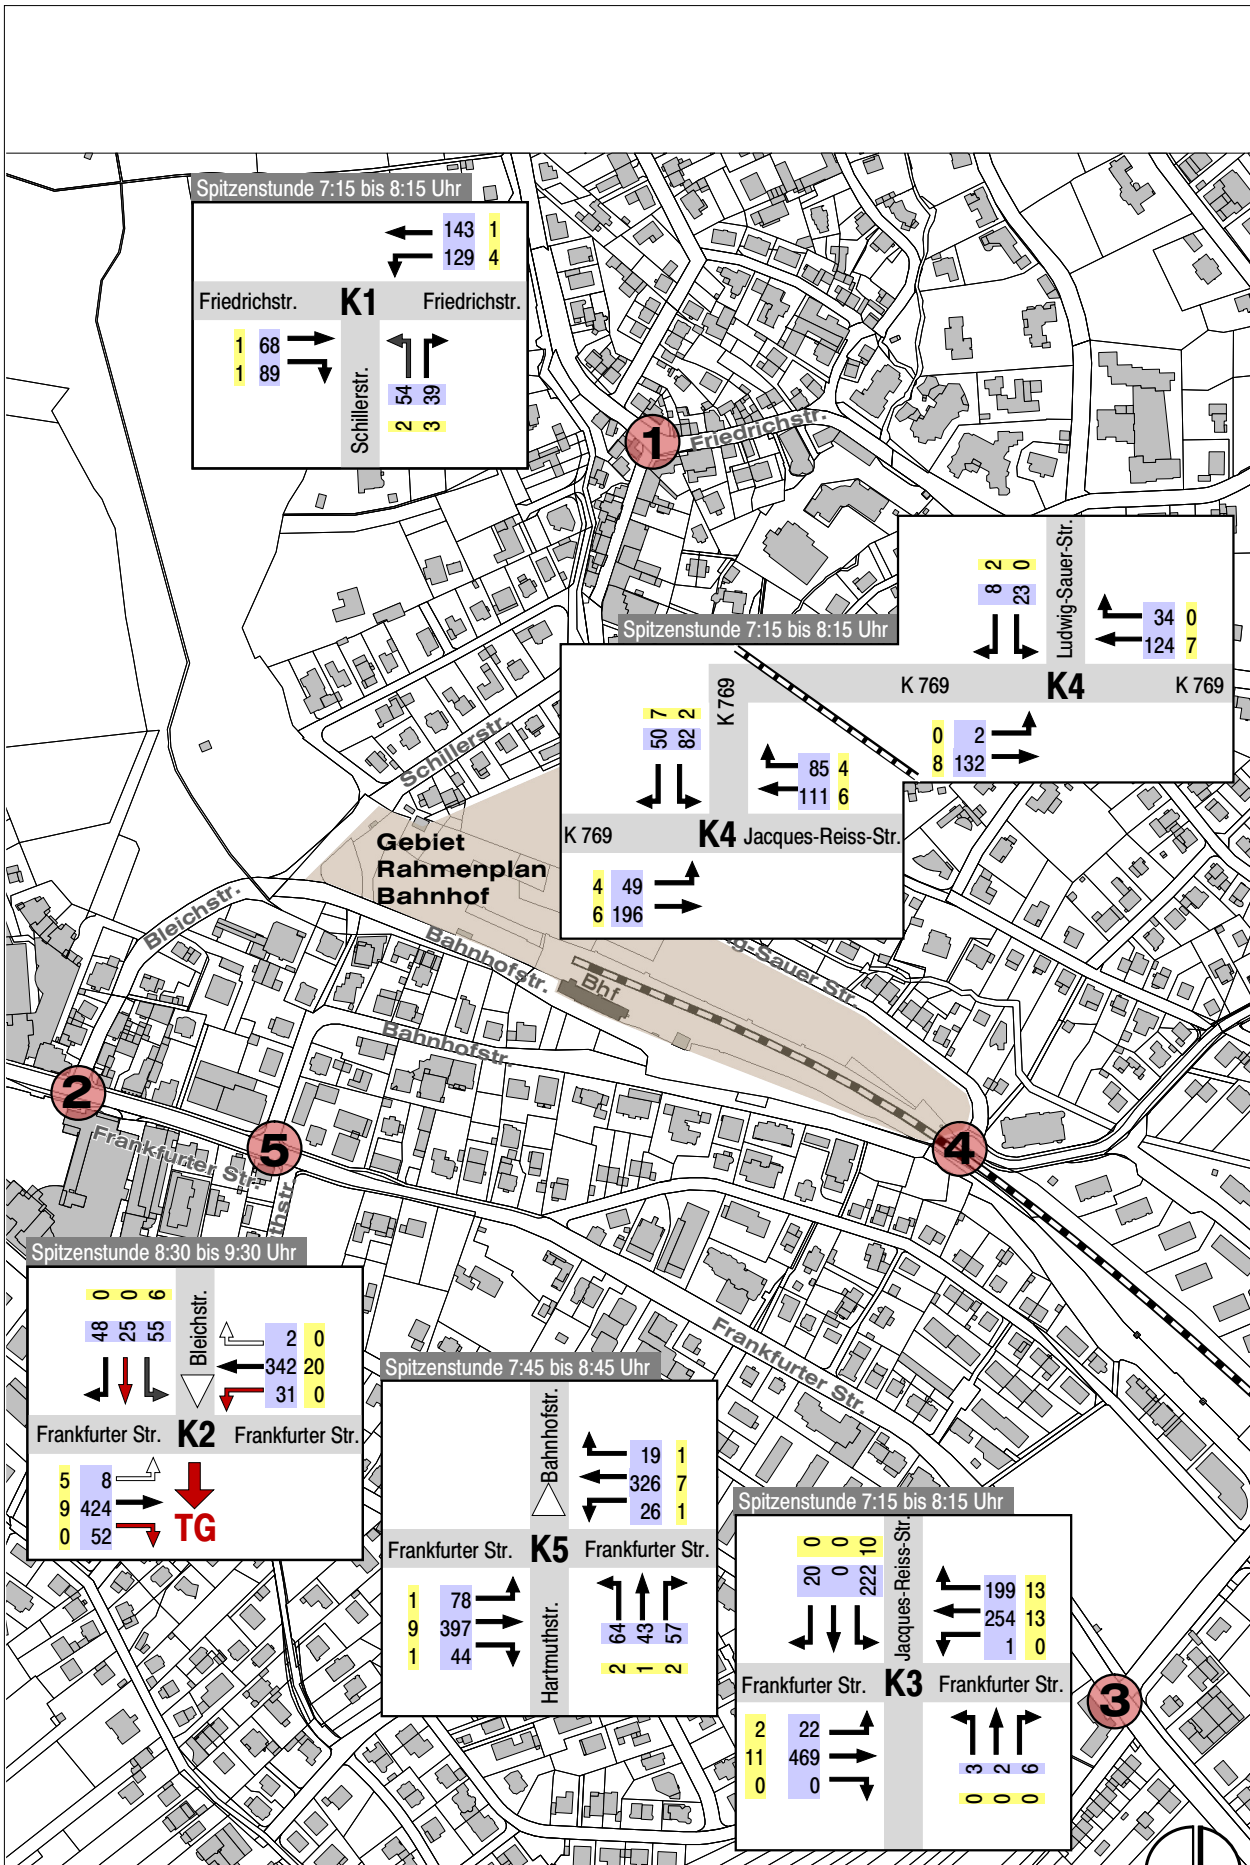 Spitzenstunde 7:15 bis 8:15 Uhr
143 1
129 4
Friedrichstr. K1 Friedrichstr.
1 68
1 89
Schillerstr.
54 39
2 3
1
Friedrichstr.
2 0
8 23
Ludwig-Sauer-Str.
34 0
124 7
K 769 K4 K 769
0 2
8 132
Spitzenstunde 7:15 bis 8:15 Uhr
7 2
50 82
K 769
85 4
111 6
K 769 K4 Jacques-Reiss-Str.
4 49
6 196
Schillerstr.
Gebiet
Rahmenplan
Bahnhof
Bleichstr.
Bahnhofstr.
g-Sauer Str.
Bhf
Bahnhofstr.
2
5
4
Frankfurter Str.
thstr.
Spitzenstunde 8:30 bis 9:30 Uhr
0 0 6
48 25 55
Bleichstr.
2 0
342 20
31 0
Frankfurter Str. K2 Frankfurter Str.
5 8
9 424
0 52
TG
Frankfurter Str.
Spitzenstunde 7:45 bis 8:45 Uhr
Bahnhofstr.
19 1
326 7
26 1
Frankfurter Str. K5 Frankfurter Str.
1 78
9 397
1 44
Hartmuthstr.
64 43 57
2 1 2
Spitzenstunde 7:15 bis 8:15 Uhr
0 0 10
20 0 222
Jacques-Reiss-Str.
199 13
254 13
1 0
Frankfurter Str. K3 Frankfurter Str.
2 22
11 469
0 0
3 2 6
0 0 0
3